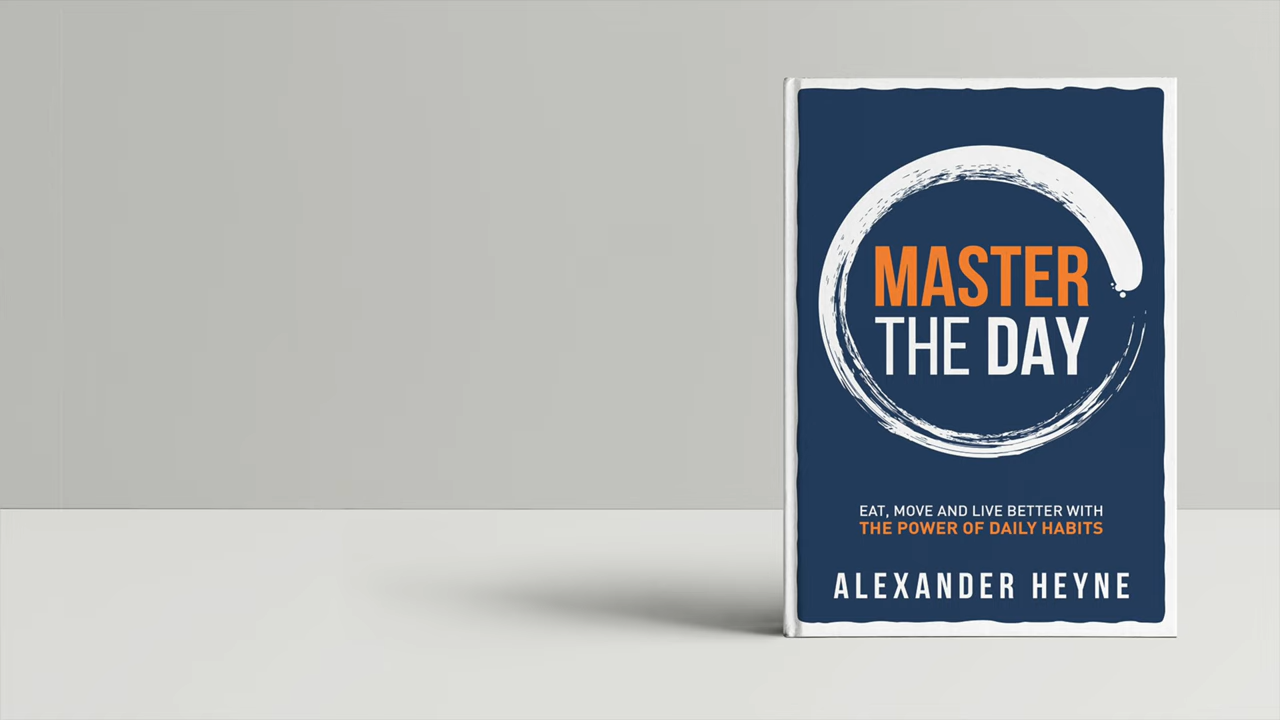 MASTER
THE DAY
EAT, MOVE AND LIVE BETTER WITH
THE POWER OF DAILY HABITS
ALEXANDER HEYNE